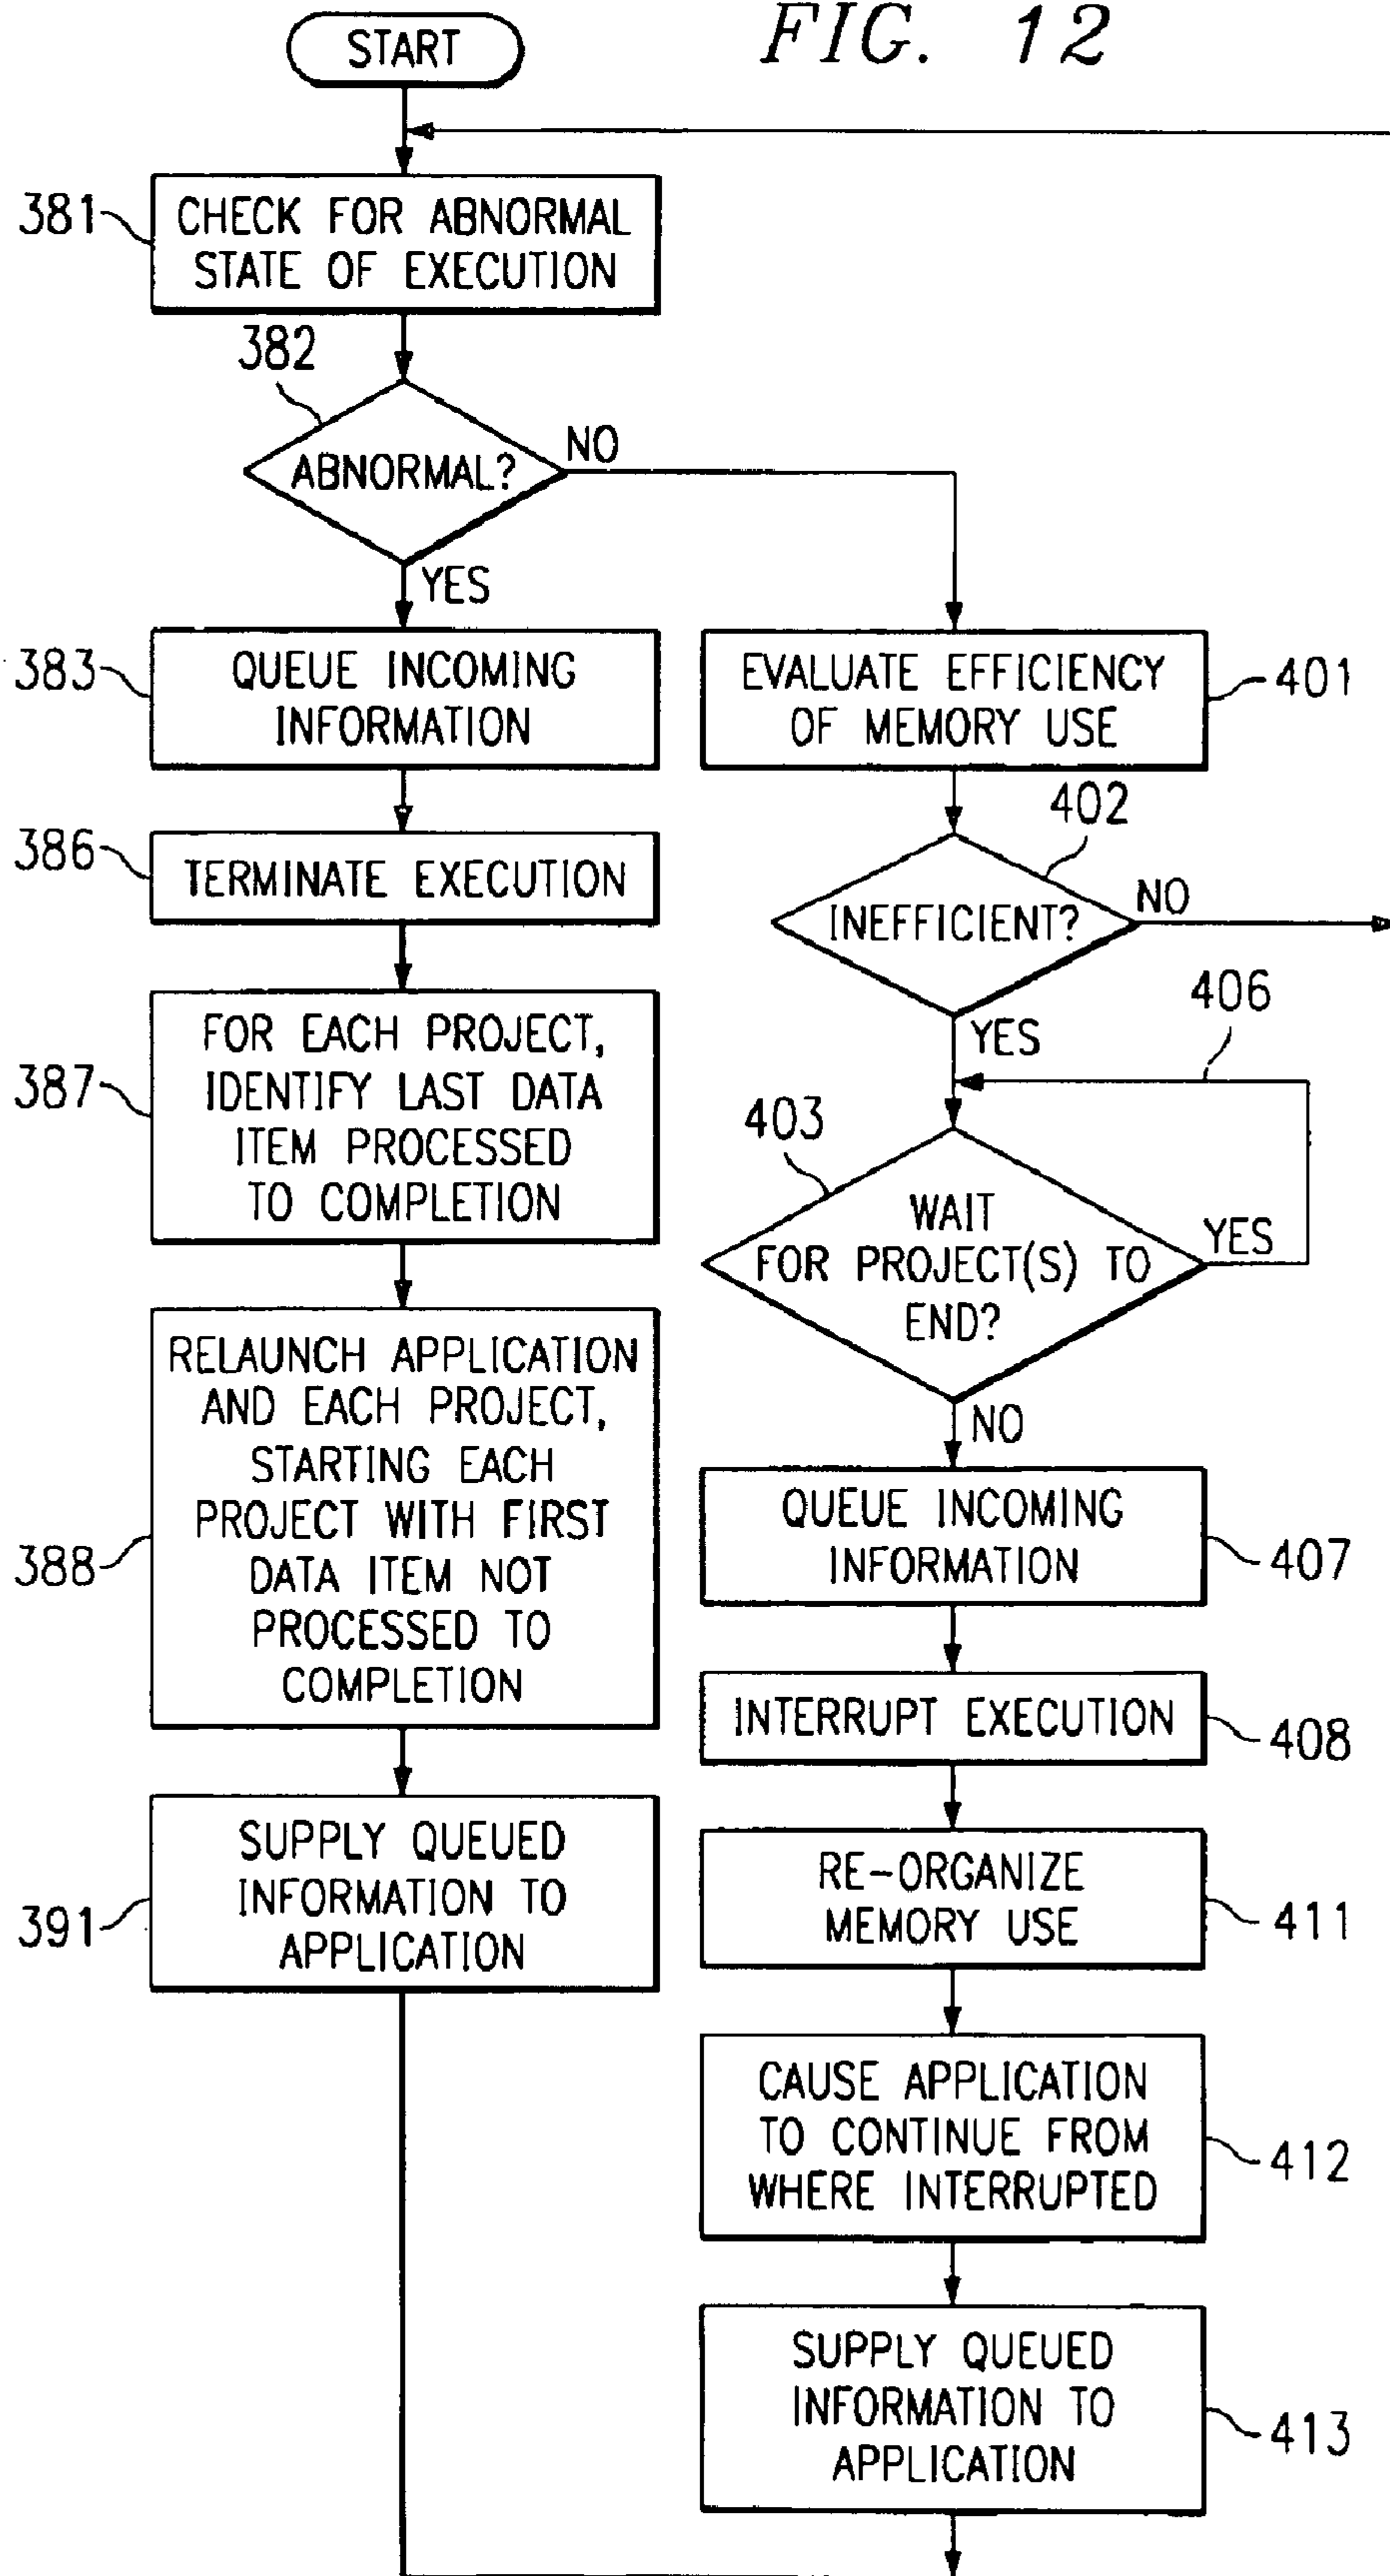 FIG. 12
START
381
CHECK FOR ABNORMAL
STATE OF EXECUTION
382
ABNORMAL?
NO
YES
383
QUEUE INCOMING
INFORMATION
386
TERMINATE EXECUTION
387
FOR EACH PROJECT,
IDENTIFY LAST DATA
ITEM PROCESSED
TO COMPLETION
388
RELAUNCH APPLICATION
AND EACH PROJECT,
STARTING EACH
PROJECT WITH FIRST
DATA ITEM NOT
PROCESSED TO
COMPLETION
391
SUPPLY QUEUED
INFORMATION TO
APPLICATION
EVALUATE EFFICIENCY
OF MEMORY USE
401
402
INEFFICIENT?
NO
YES
406
403
WAIT
FOR PROJECT(S) TO
END?
YES
NO
QUEUE INCOMING
INFORMATION
407
INTERRUPT EXECUTION
408
RE-ORGANIZE
MEMORY USE
411
CAUSE APPLICATION
TO CONTINUE FROM
WHERE INTERRUPTED
412
SUPPLY QUEUED
INFORMATION TO
APPLICATION
413